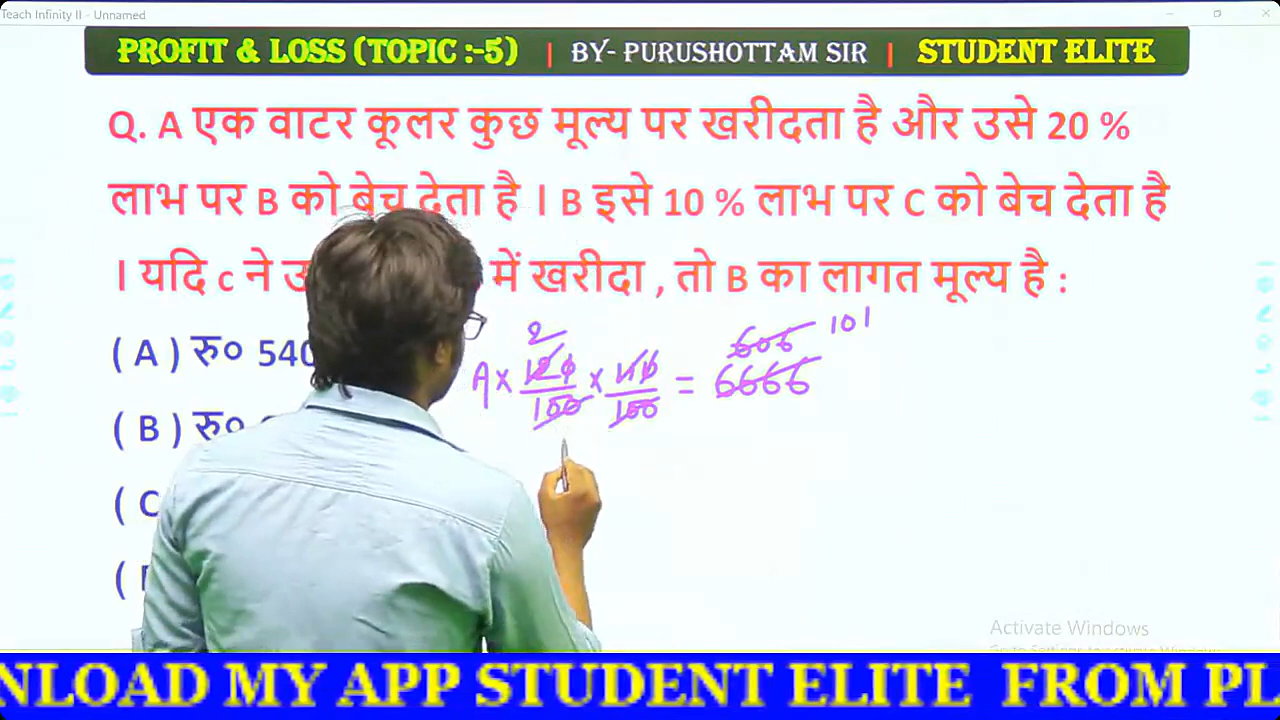 Teach Infinity II - Unnamed
PROFIT & LOSS (TOPIC :-5) | BY- PURUSHOTTAM SIR | STUDENT ELITE
Q. A एक वाटर कूलर कुछ मूल्य पर खरीदता है और उसे 20 %
लाभ पर B को बेच देता है । B इसे 10 % लाभ पर C को बेच देता है
। यदि c ने में खरीदा , तो B का लागत मूल्य है :
( A ) रु० 540
2 606 101
A × 120/100 × 110/100 = 6666
( B ) रु०
( C
(
Activate Windows
NLOAD MY APP STUDENT ELITE FROM PL